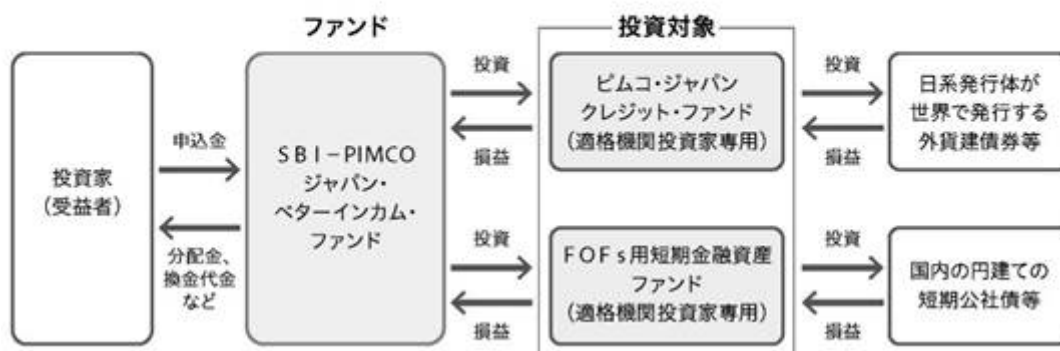 ファンド
投資対象
投資家
（受益者）
申込金
分配金、
換金代金
など
ＳＢＩ－PIMCO
ジャパン・
ベターインカム・
ファンド
投資
損益
ピムコ・ジャパン
クレジット・ファンド
（適格機関投資家専用）
投資
損益
日系発行体が
世界で発行する
外貨建債券等
投資
損益
ＦＯＦｓ用短期金融資産
ファンド
（適格機関投資家専用）
投資
損益
国内の円建ての
短期公社債等